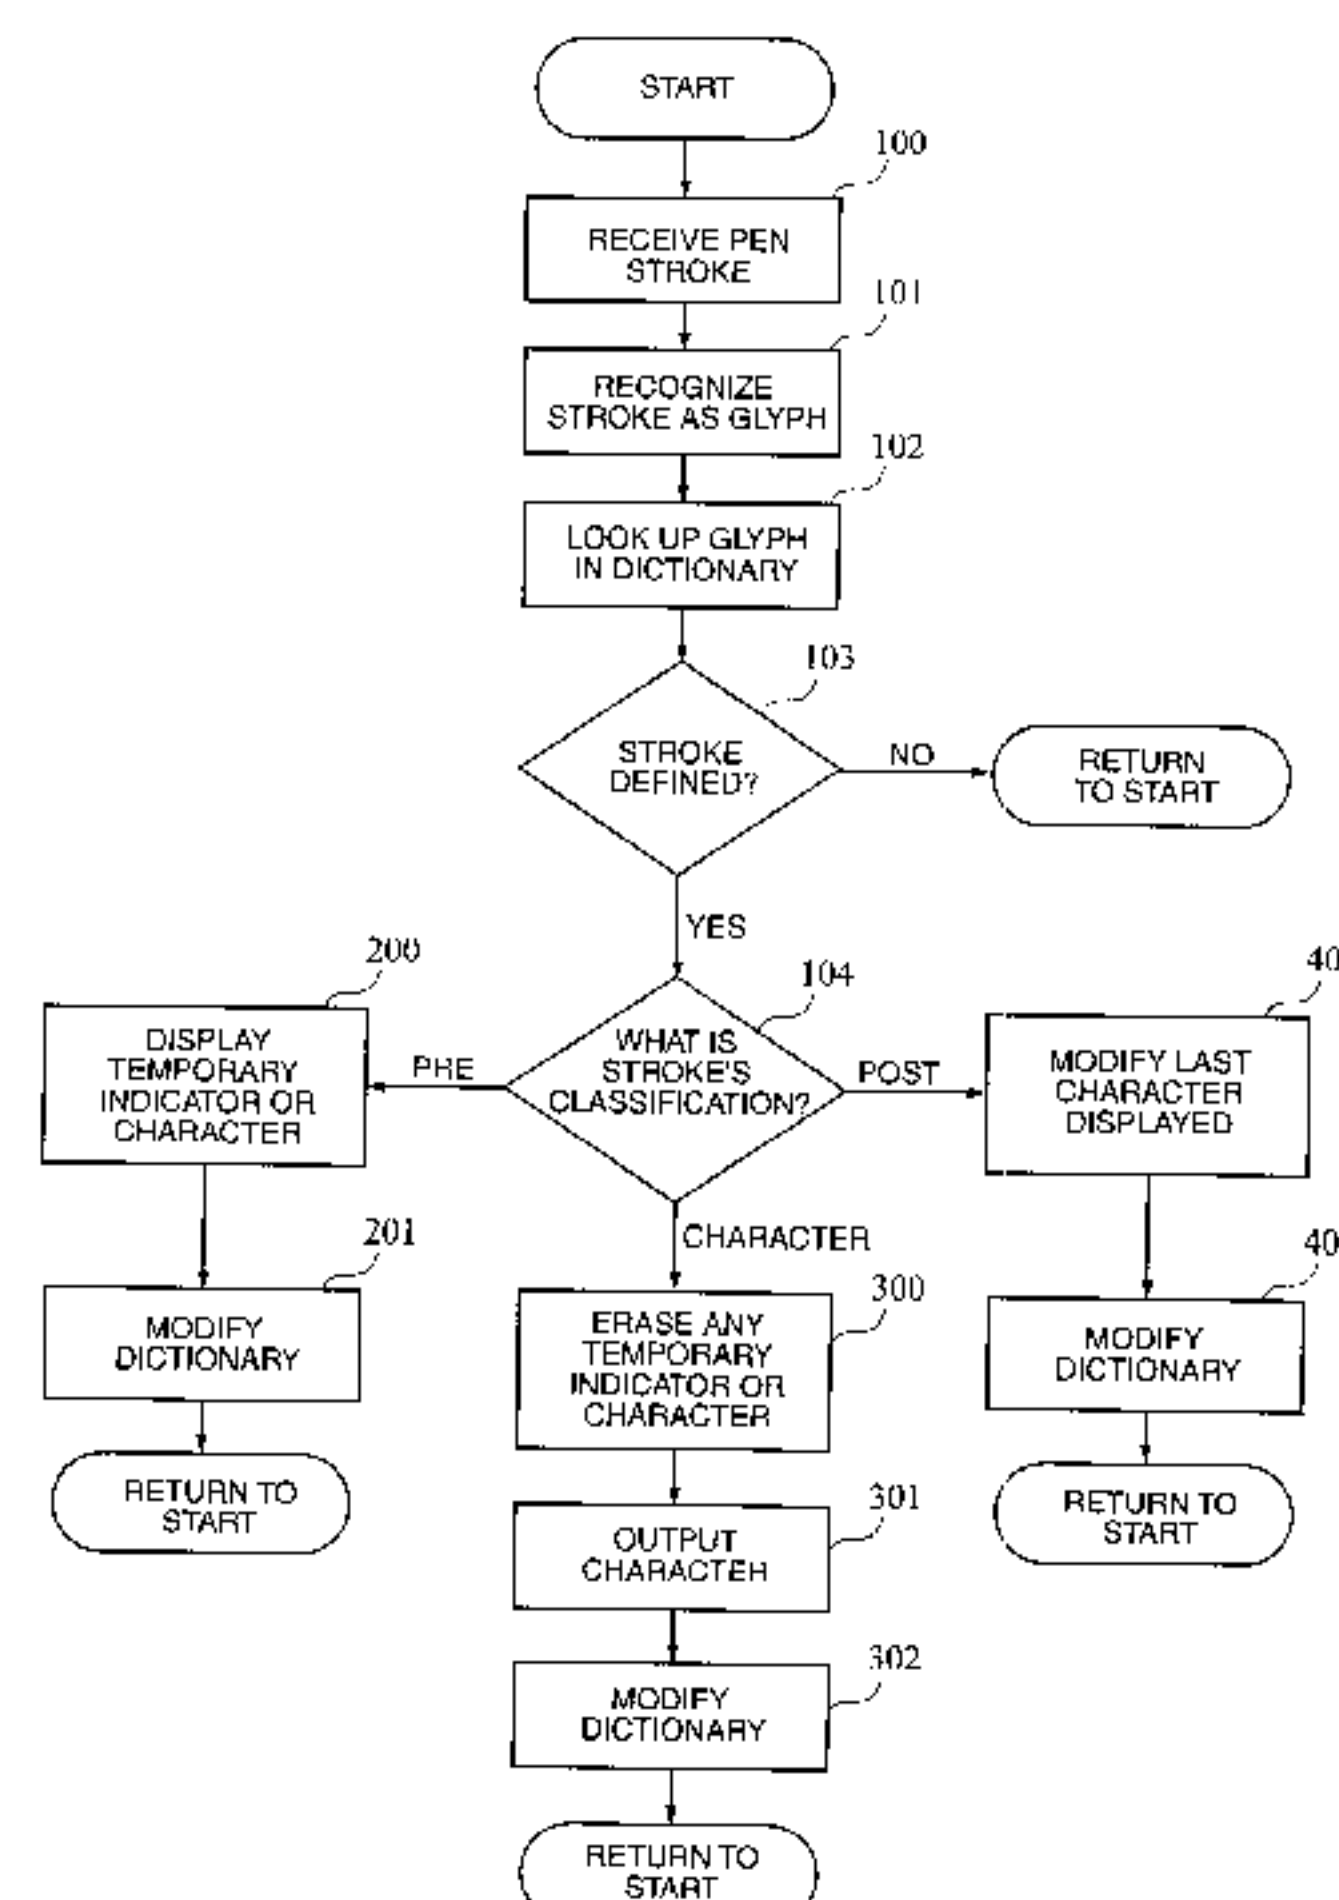 START
100
RECEIVE PEN
STROKE
101
RECOGNIZE
STROKE AS GLYPH
102
LOOK UP GLYPH
IN DICTIONARY
103
STROKE
DEFINED?
NO
RETURN
TO START
YES
104
WHAT IS
STROKE'S
CLASSIFICATION?
PRE
200
DISPLAY
TEMPORARY
INDICATOR OR
CHARACTER
201
MODIFY
DICTIONARY
RETURN TO
START
CHARACTER
300
ERASE ANY
TEMPORARY
INDICATOR OR
CHARACTER
301
OUTPUT
CHARACTER
302
MODIFY
DICTIONARY
RETURN TO
START
POST
40
MODIFY LAST
CHARACTER
DISPLAYED
40
MODIFY
DICTIONARY
RETURN TO
START